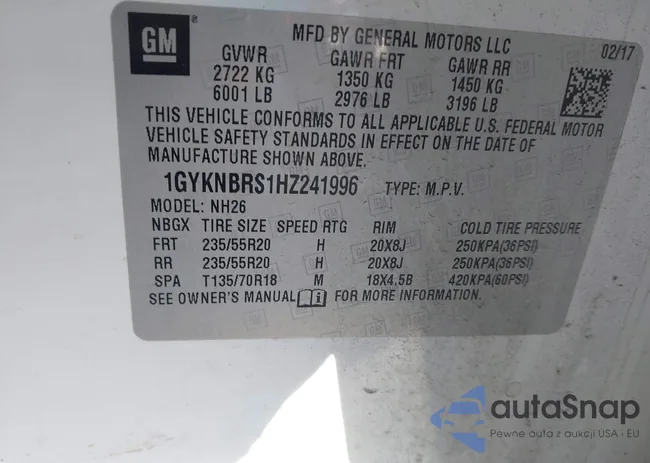 GM
MFD BY GENERAL MOTORS LLC
02/17
GVWR GAWR FRT GAWR RR
2722 KG 1350 KG 1450 KG
6001 LB 2976 LB 3196 LB
THIS VEHICLE CONFORMS TO ALL APPLICABLE U.S. FEDERAL MOTOR
VEHICLE SAFETY STANDARDS IN EFFECT ON THE DATE OF
MANUFACTURE SHOWN ABOVE.
1GYKNBRS1HZ241996 TYPE: M.P.V.
MODEL: NH26
NBGX TIRE SIZE SPEED RTG RIM COLD TIRE PRESSURE
FRT 235/55R20 H 20X8J 250KPA(36PSI)
RR 235/55R20 H 20X8J 250KPA(36PSI)
SPA T135/70R18 M 18X4.5B 420KPA(60PSI)
SEE OWNER'S MANUAL FOR MORE INFORMATION.
autaSnap
Pewne auta z aukcji USA i EU